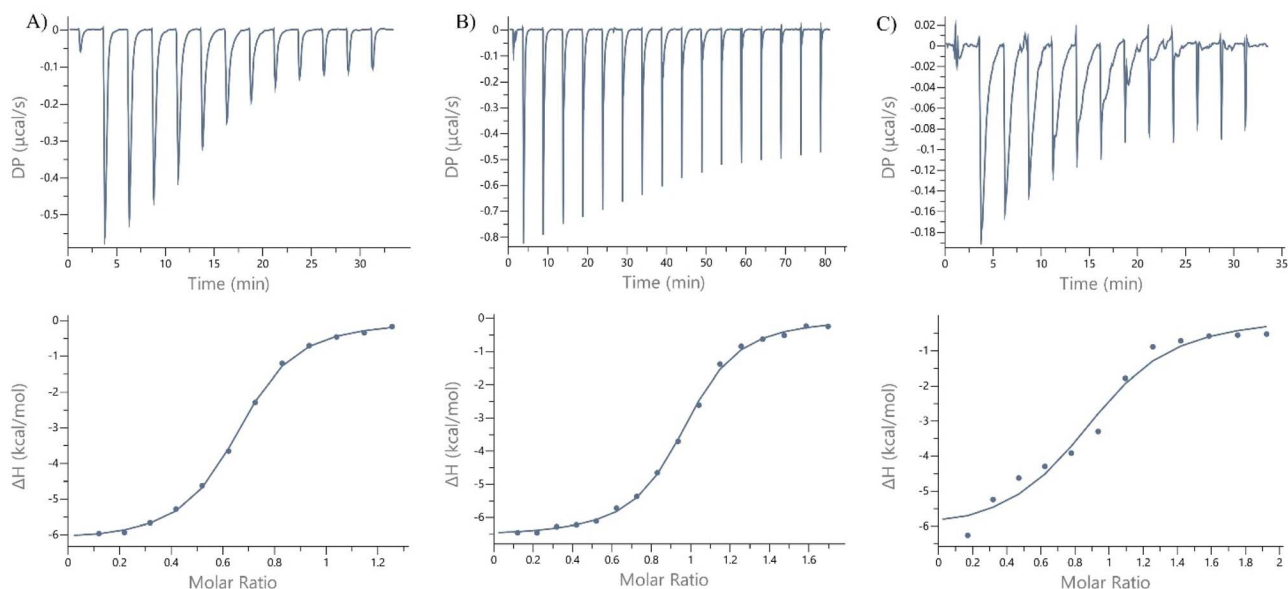 A)
0
-0.1
-0.2
-0.3
-0.4
-0.5
DP (µcal/s)
0 5 10 15 20 25 30
Time (min)
B)
0
-0.1
-0.2
-0.3
-0.4
-0.5
-0.6
-0.7
-0.8
DP (µcal/s)
0 10 20 30 40 50 60 70 80
Time (min)
C)
0.02
0
-0.02
-0.04
-0.06
-0.08
-0.1
-0.12
-0.14
-0.16
-0.18
DP (µcal/s)
0 5 10 15 20 25 30 35
Time (min)
0
-1
-2
-3
-4
-5
-6
ΔH (kcal/mol)
0 0.2 0.4 0.6 0.8 1 1.2
Molar Ratio
0
-1
-2
-3
-4
-5
-6
ΔH (kcal/mol)
0 0.2 0.4 0.6 0.8 1 1.2 1.4 1.6
Molar Ratio
-1
-2
-3
-4
-5
-6
ΔH (kcal/mol)
0 0.2 0.4 0.6 0.8 1 1.2 1.4 1.6 1.8 2
Molar Ratio